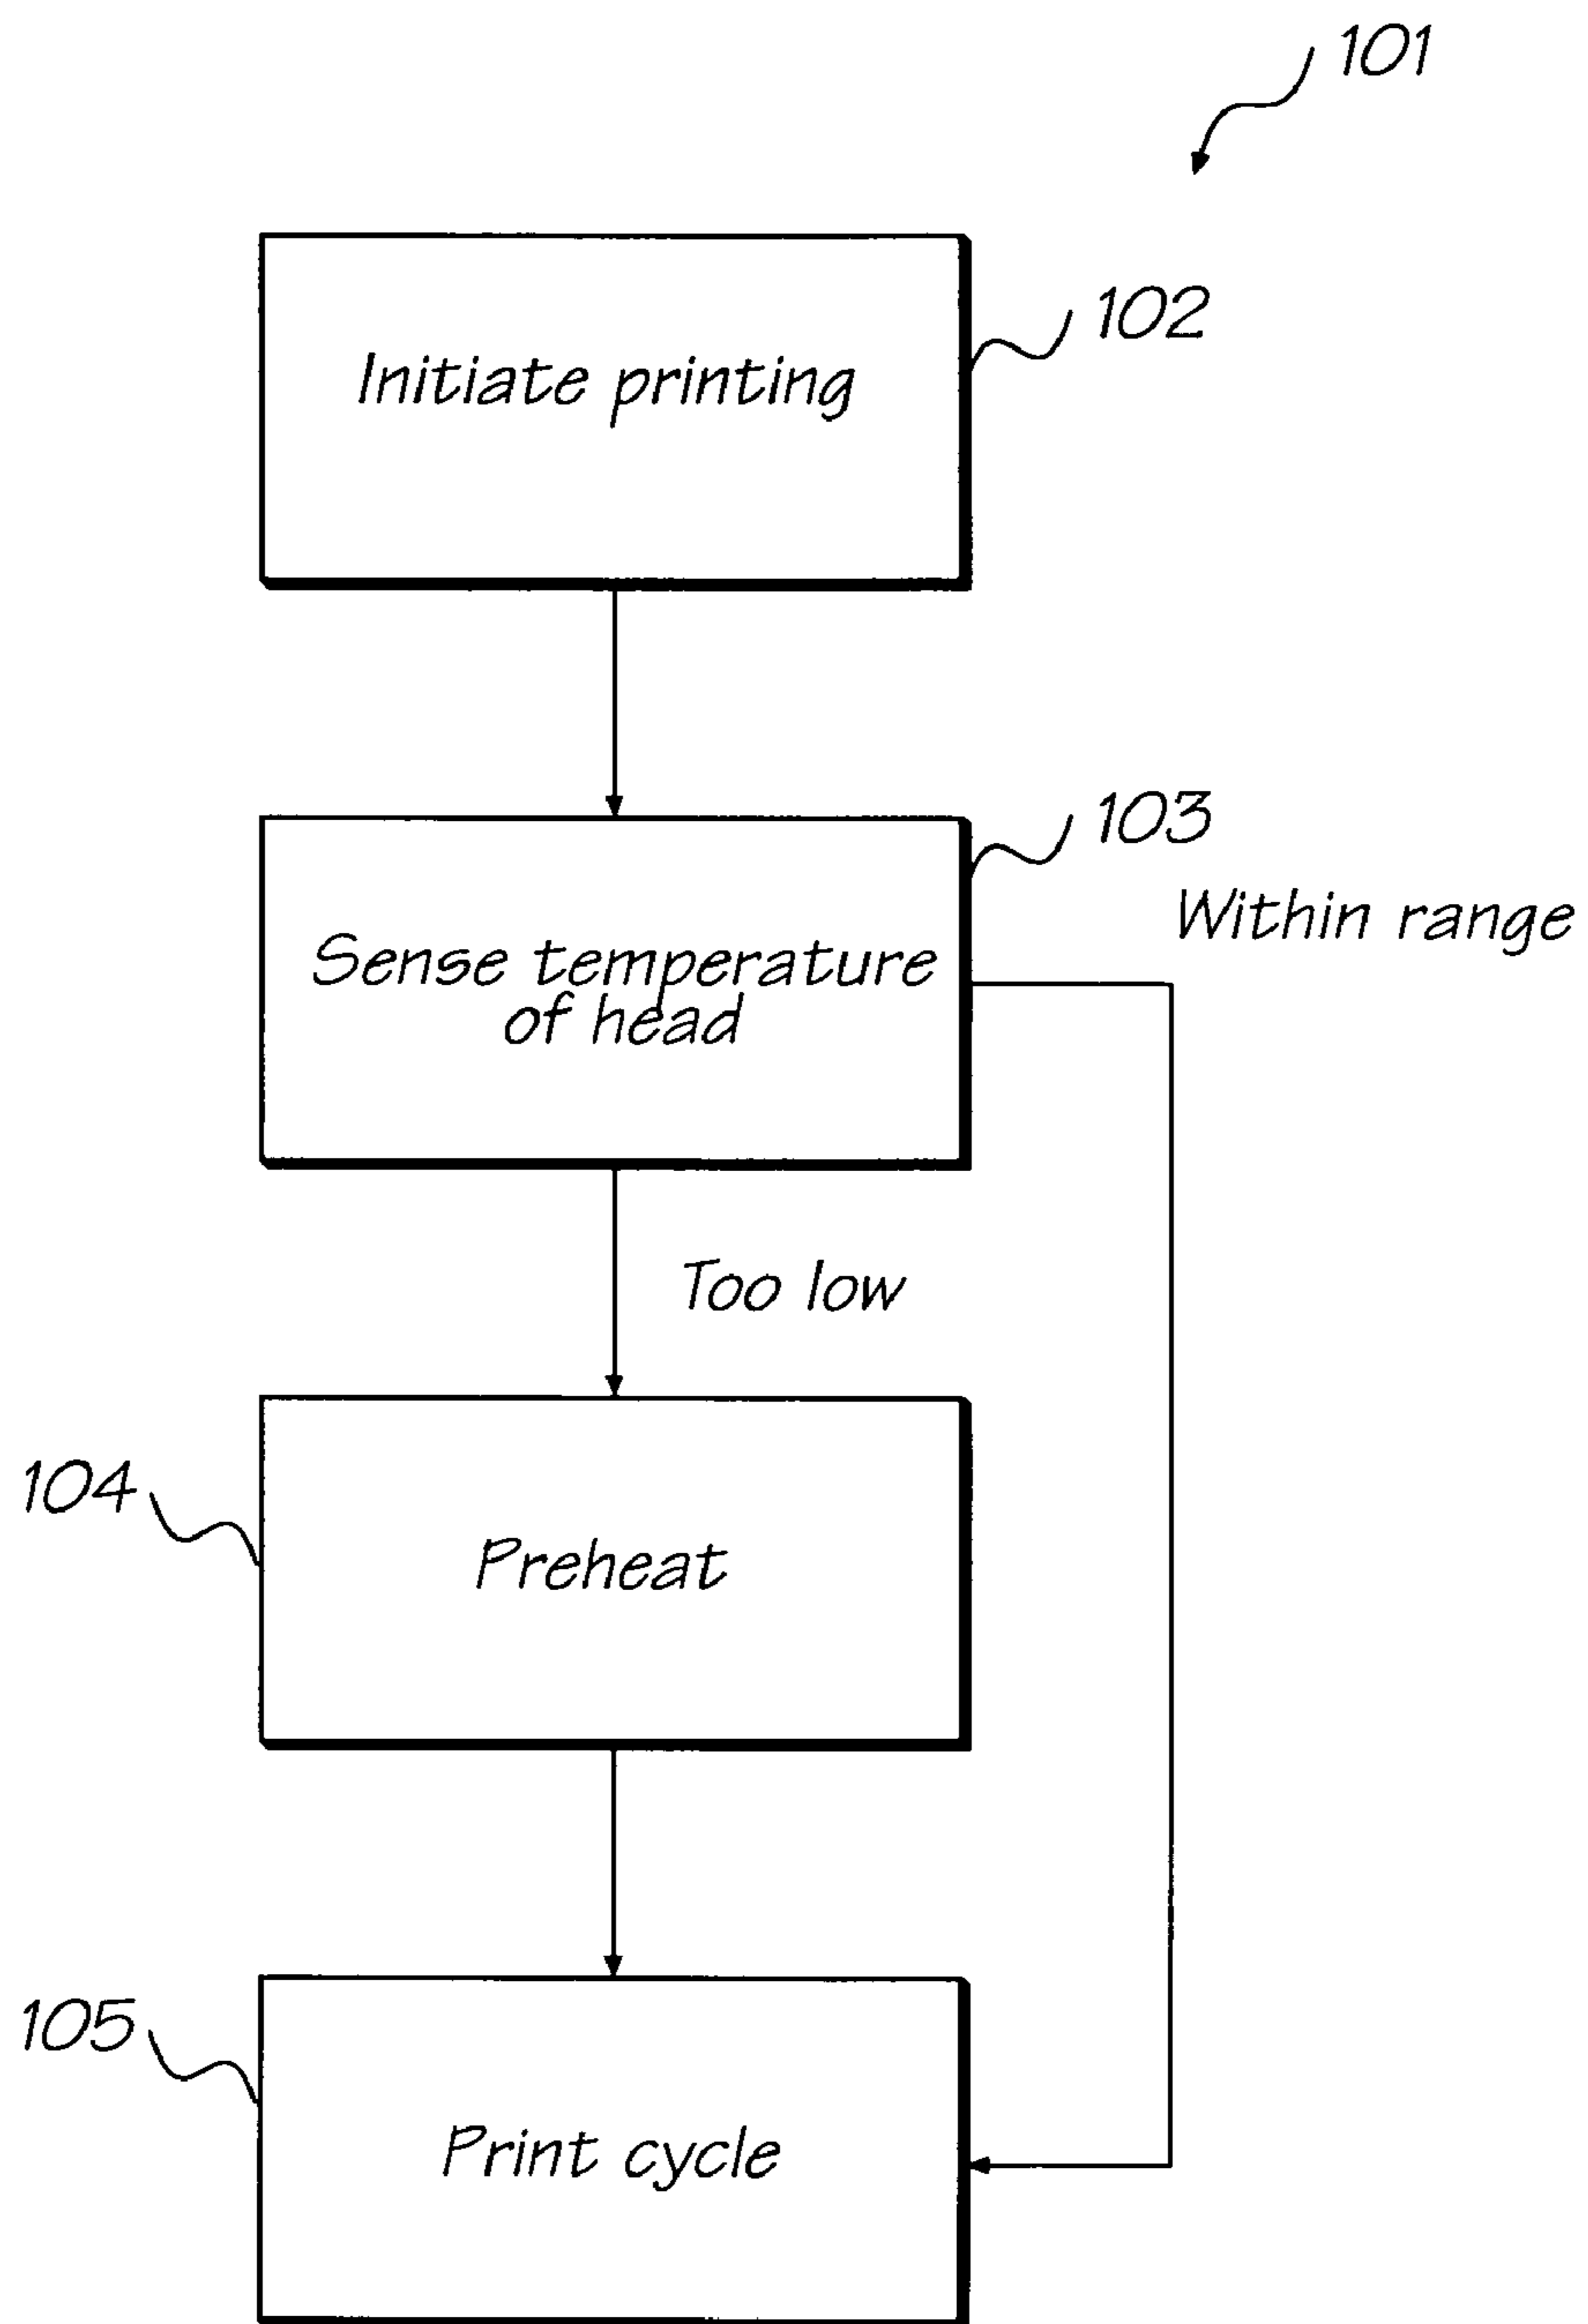 101
Initiate printing
102
103
Within range
Sense temperature
of head
Too low
104
Preheat
105
Print cycle